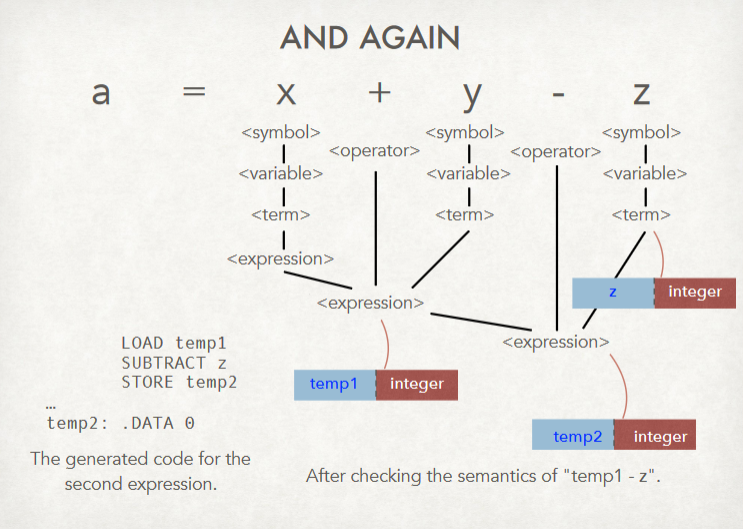 AND AGAIN
a = x + y - z
<symbol> <symbol> <symbol>
<operator> <operator>
<variable> <variable> <variable>
<term> <term> <term>
<expression>
z integer
<expression>
<expression>
LOAD temp1
SUBTRACT z
STORE temp2
…
temp2: .DATA 0
temp1 integer
temp2 integer
The generated code for the
second expression.
After checking the semantics of "temp1 - z".